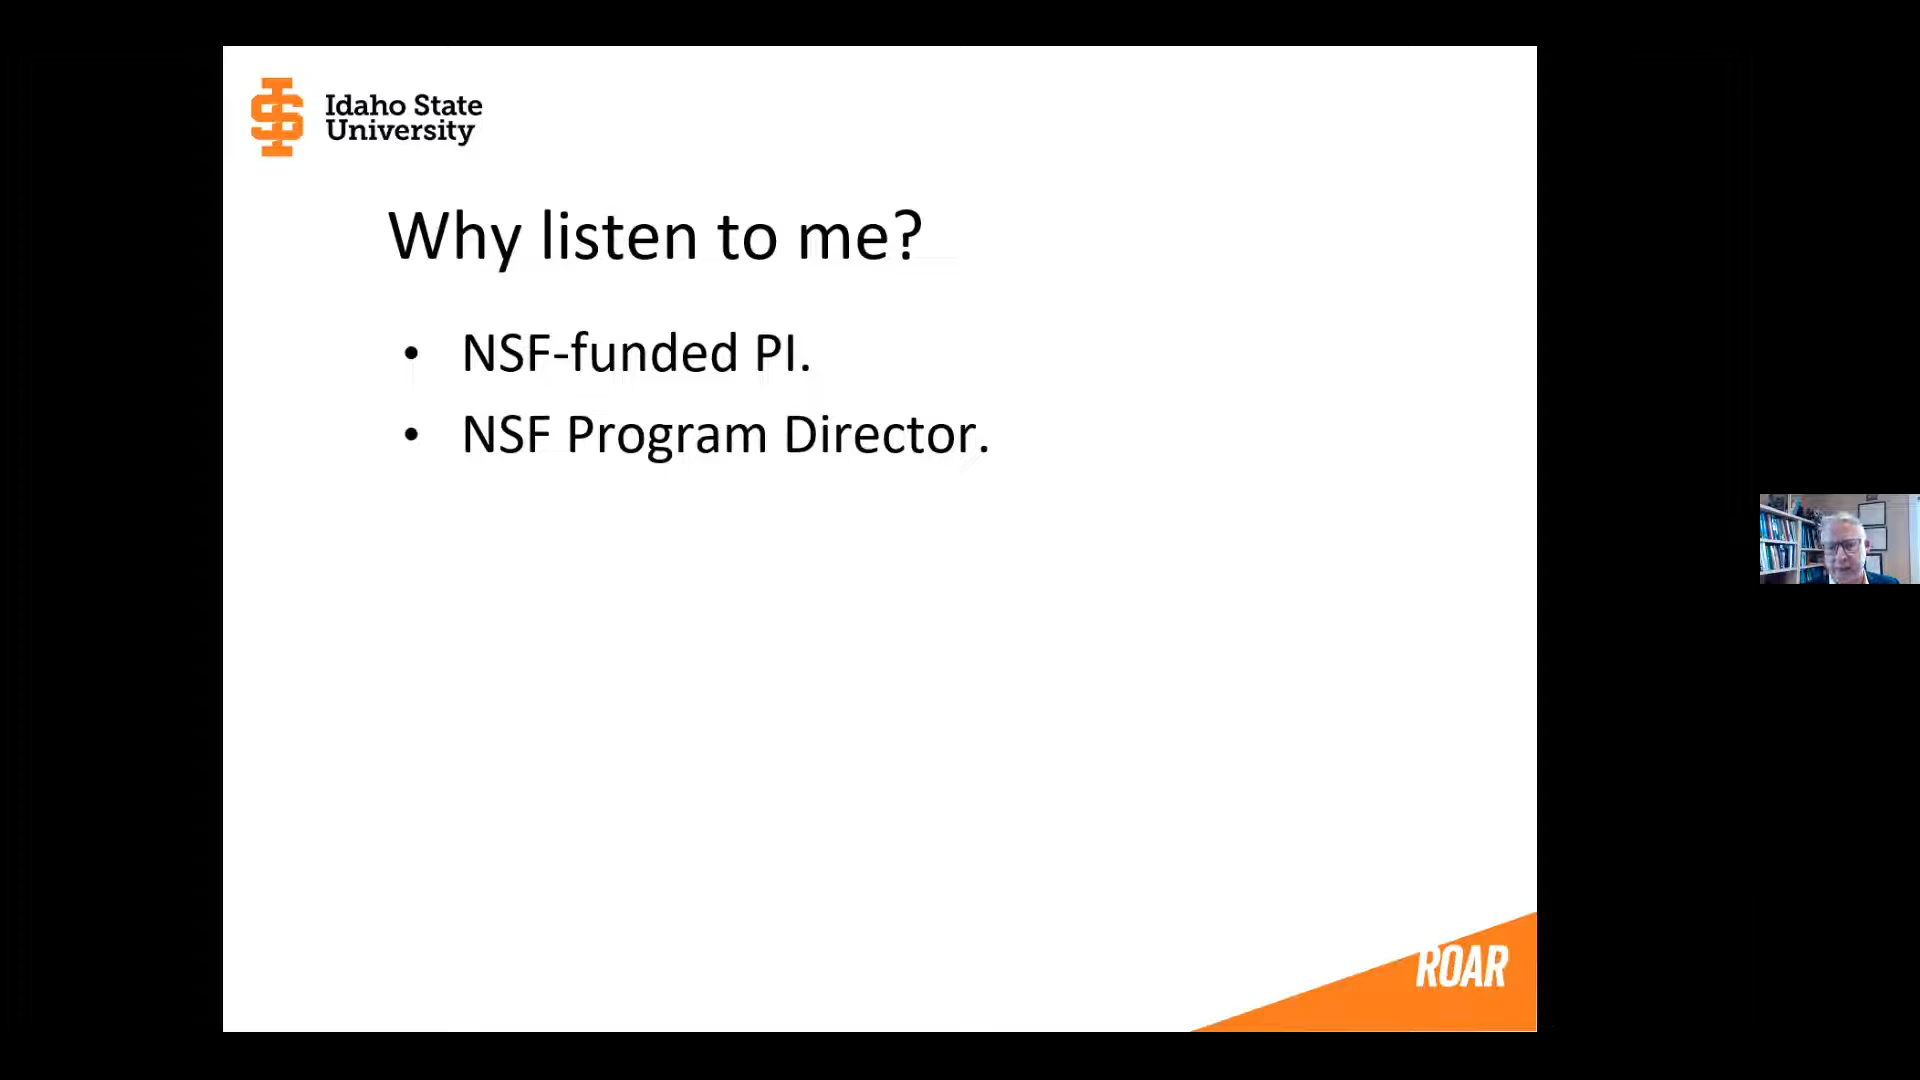 Idaho State
University
Why listen to me?
• NSF-funded PI.
• NSF Program Director.
ROAR